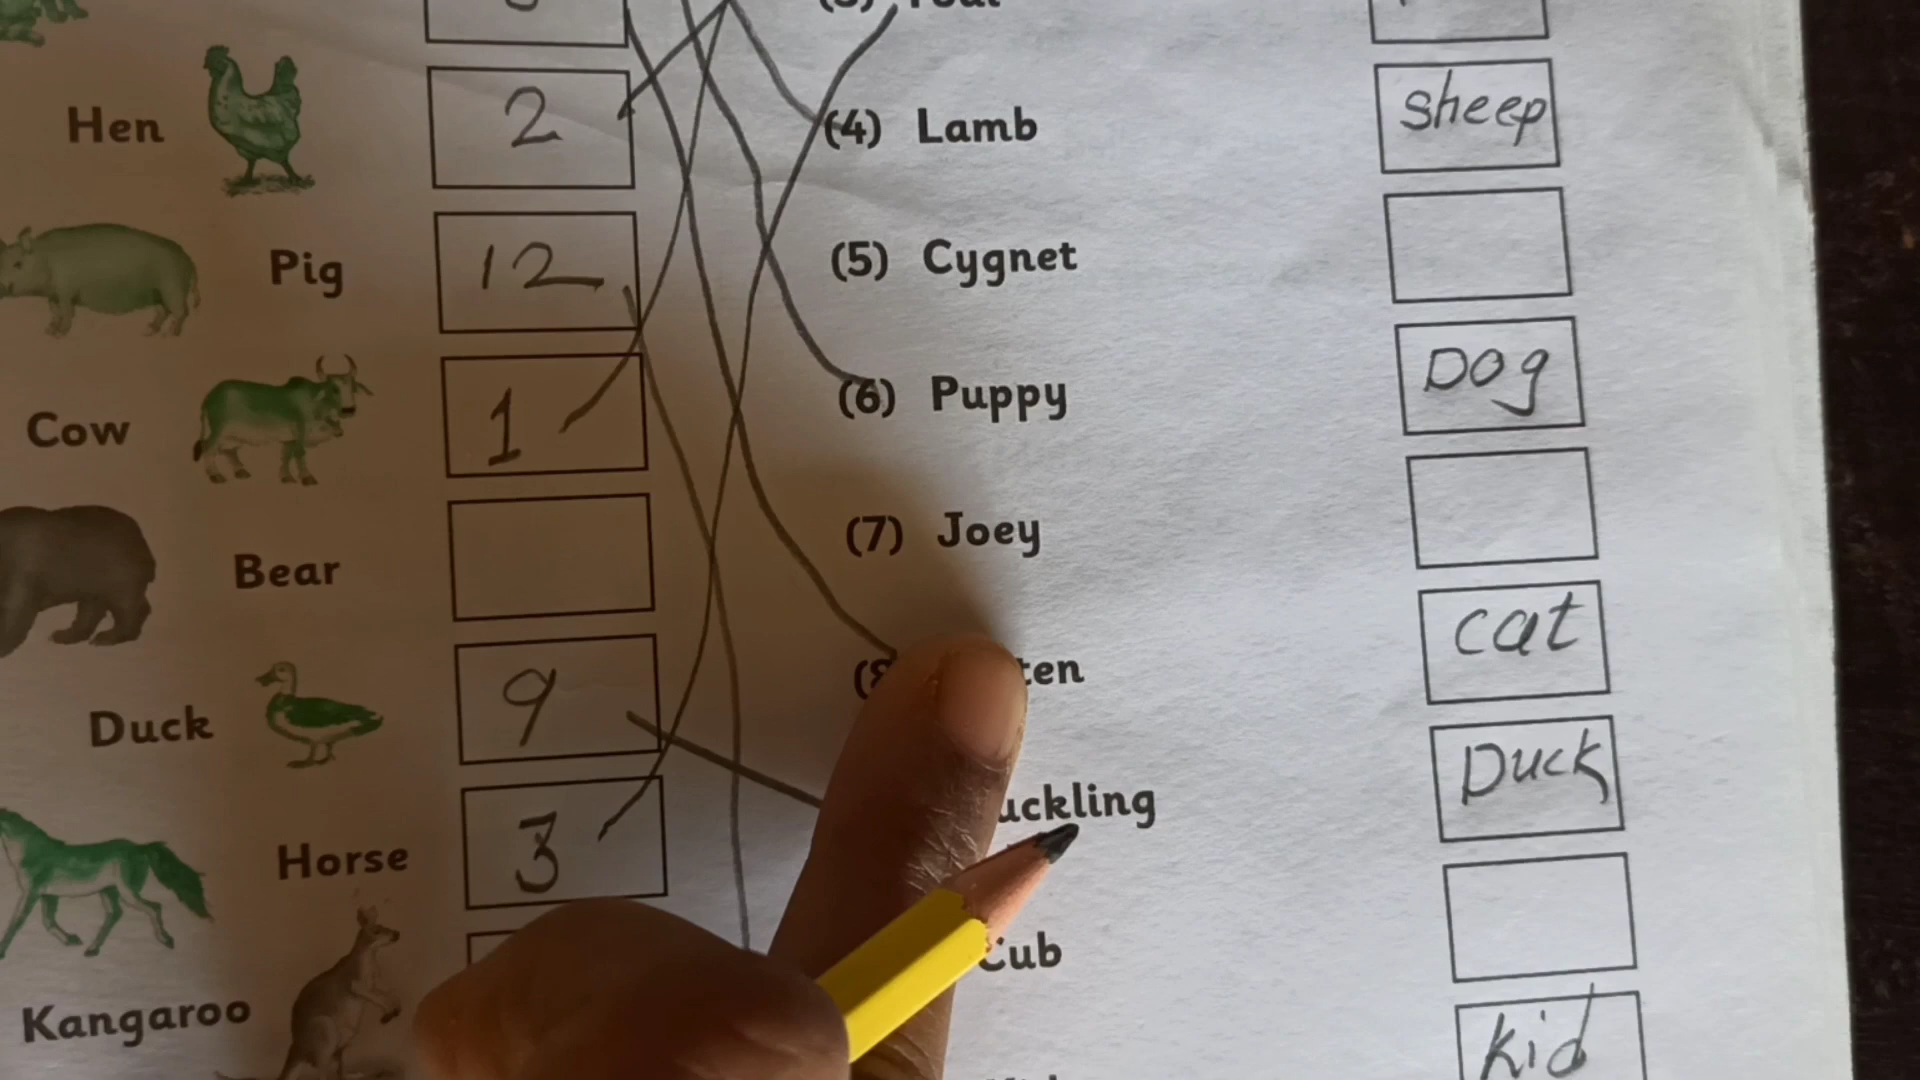 Hen 2 (4) Lamb sheep
Pig 12 (5) Cygnet
Cow 1 (6) Puppy Dog
Bear (7) Joey
cat
Duck 9 Duck
Horse 3 Cub
Kangaroo kid